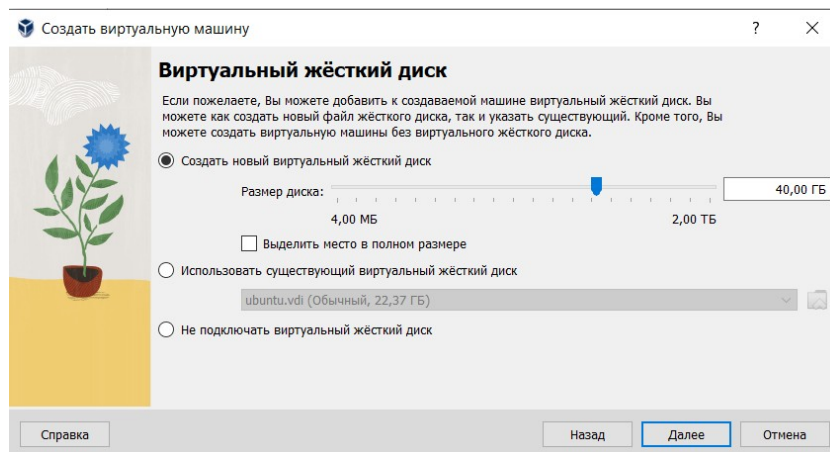 Создать виртуальную машину
?
Виртуальный жёсткий диск
Если пожелаете, Вы можете добавить к создаваемой машине виртуальный жёсткий диск. Вы
можете как создать новый файл жёсткого диска, так и указать существующий. Кроме того, Вы
можете создать виртуальную машины без виртуального жёсткого диска.
Создать новый виртуальный жёсткий диск
Размер диска: 40,00 ГБ
4,00 МБ 2,00 ТБ
Выделить место в полном размере
Использовать существующий виртуальный жёсткий диск
ubuntu.vdi (Обычный, 22,37 ГБ)
Не подключать виртуальный жёсткий диск
Справка Назад Далее Отмена